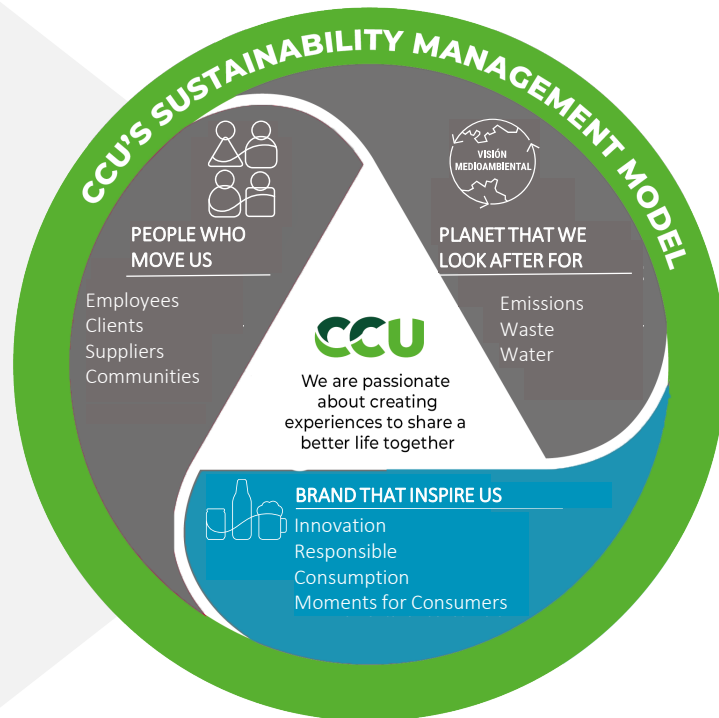 CCU'S SUSTAINABILITY MANAGEMENT MODEL
VISIÓN
MEDIOAMBIENTAL
PEOPLE WHO
MOVE US
Employees
Clients
Suppliers
Communities
PLANET THAT WE
LOOK AFTER FOR
Emissions
Waste
Water
CCU
We are passionate
about creating
experiences to share a
better life together
BRAND THAT INSPIRE US
Innovation
Responsible
Consumption
Moments for Consumers